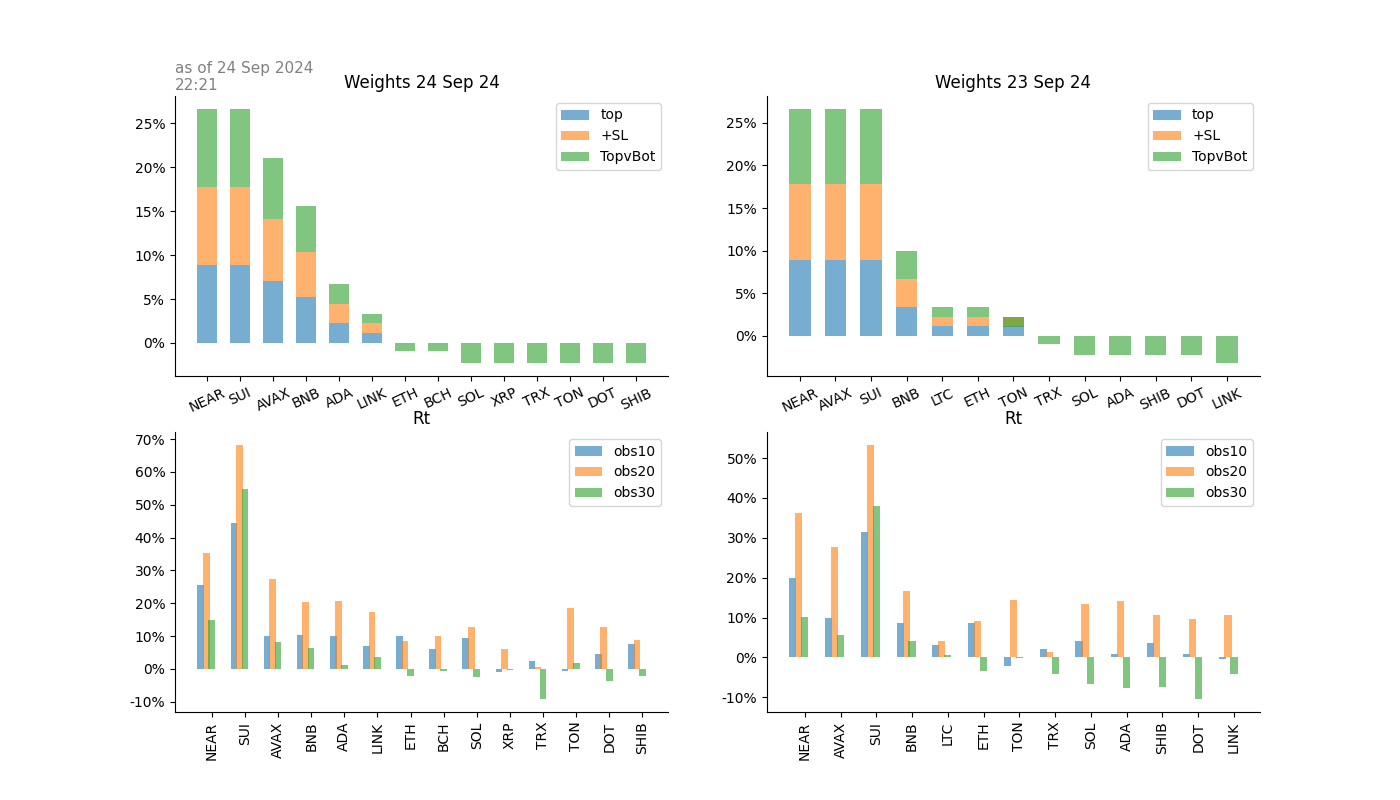 as of 24 Sep 2024
22:21
Weights 24 Sep 24
25%
20%
15%
10%
5%
0%
top
+SL
TopvBot
NEAR SUI AVAX BNB ADA LINK ETH BCH SOL XRP TRX TON DOT SHIB
Weights 23 Sep 24
25%
20%
15%
10%
5%
0%
top
+SL
TopvBot
NEAR AVAX SUI BNB LTC ETH TON TRX SOL ADA SHIB DOT LINK
Rt
70%
60%
50%
40%
30%
20%
10%
0%
-10%
obs10
obs20
obs30
NEAR SUI AVAX BNB ADA LINK ETH BCH SOL XRP TRX TON DOT SHIB
Rt
50%
40%
30%
20%
10%
0%
-10%
obs10
obs20
obs30
NEAR AVAX SUI BNB LTC ETH TON TRX SOL ADA SHIB DOT LINK